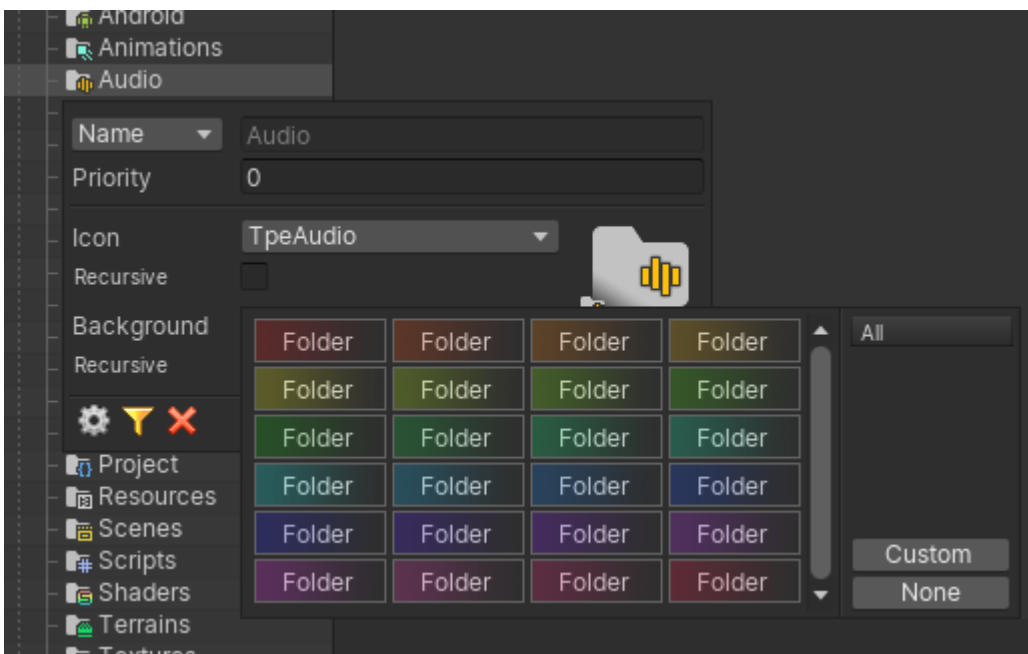 Android
Animations
Audio
Name Audio
Priority 0
Icon TpeAudio
Recursive
Background
Recursive
Folder Folder Folder Folder All
Folder Folder Folder Folder
Folder Folder Folder Folder
Folder Folder Folder Folder
Folder Folder Folder Folder
Folder Folder Folder Folder
Custom
None
Project
Resources
Scenes
Scripts
Shaders
Terrains
Textures